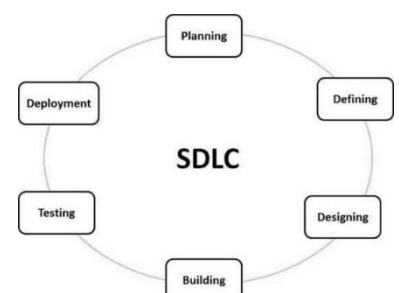 Planning
Deployment
Defining
SDLC
Testing
Designing
Building